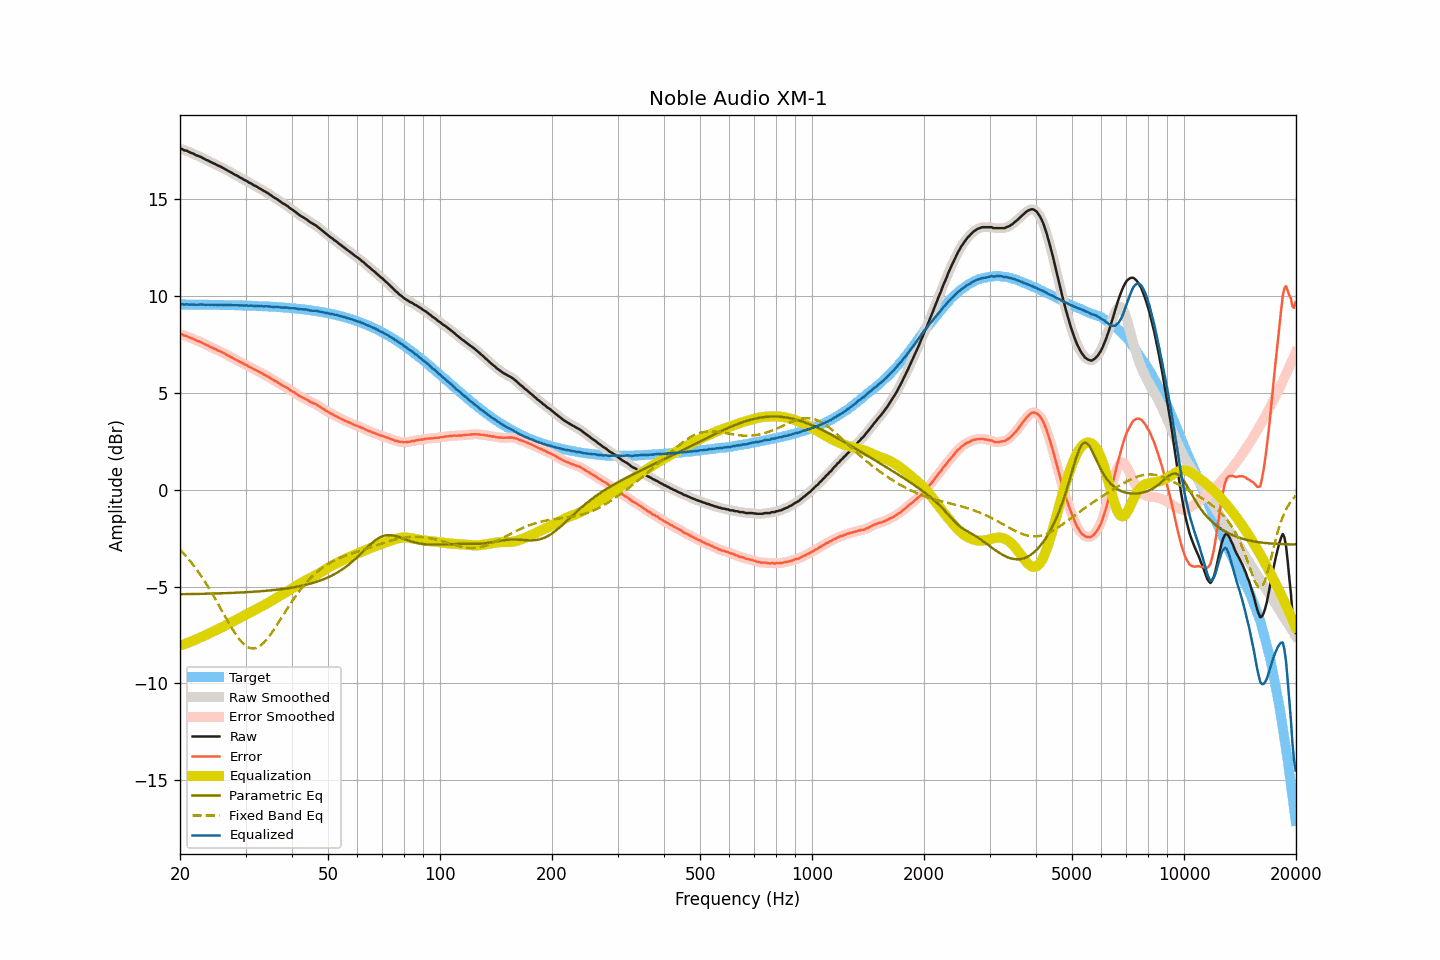 Noble Audio XM-1
Amplitude (dBr)
15
10
5
0
−5
−10
−15
Target
Raw Smoothed
Error Smoothed
Raw
Error
Equalization
Parametric Eq
Fixed Band Eq
Equalized
20 50 100 200 500 1000 2000 5000 10000 20000
Frequency (Hz)